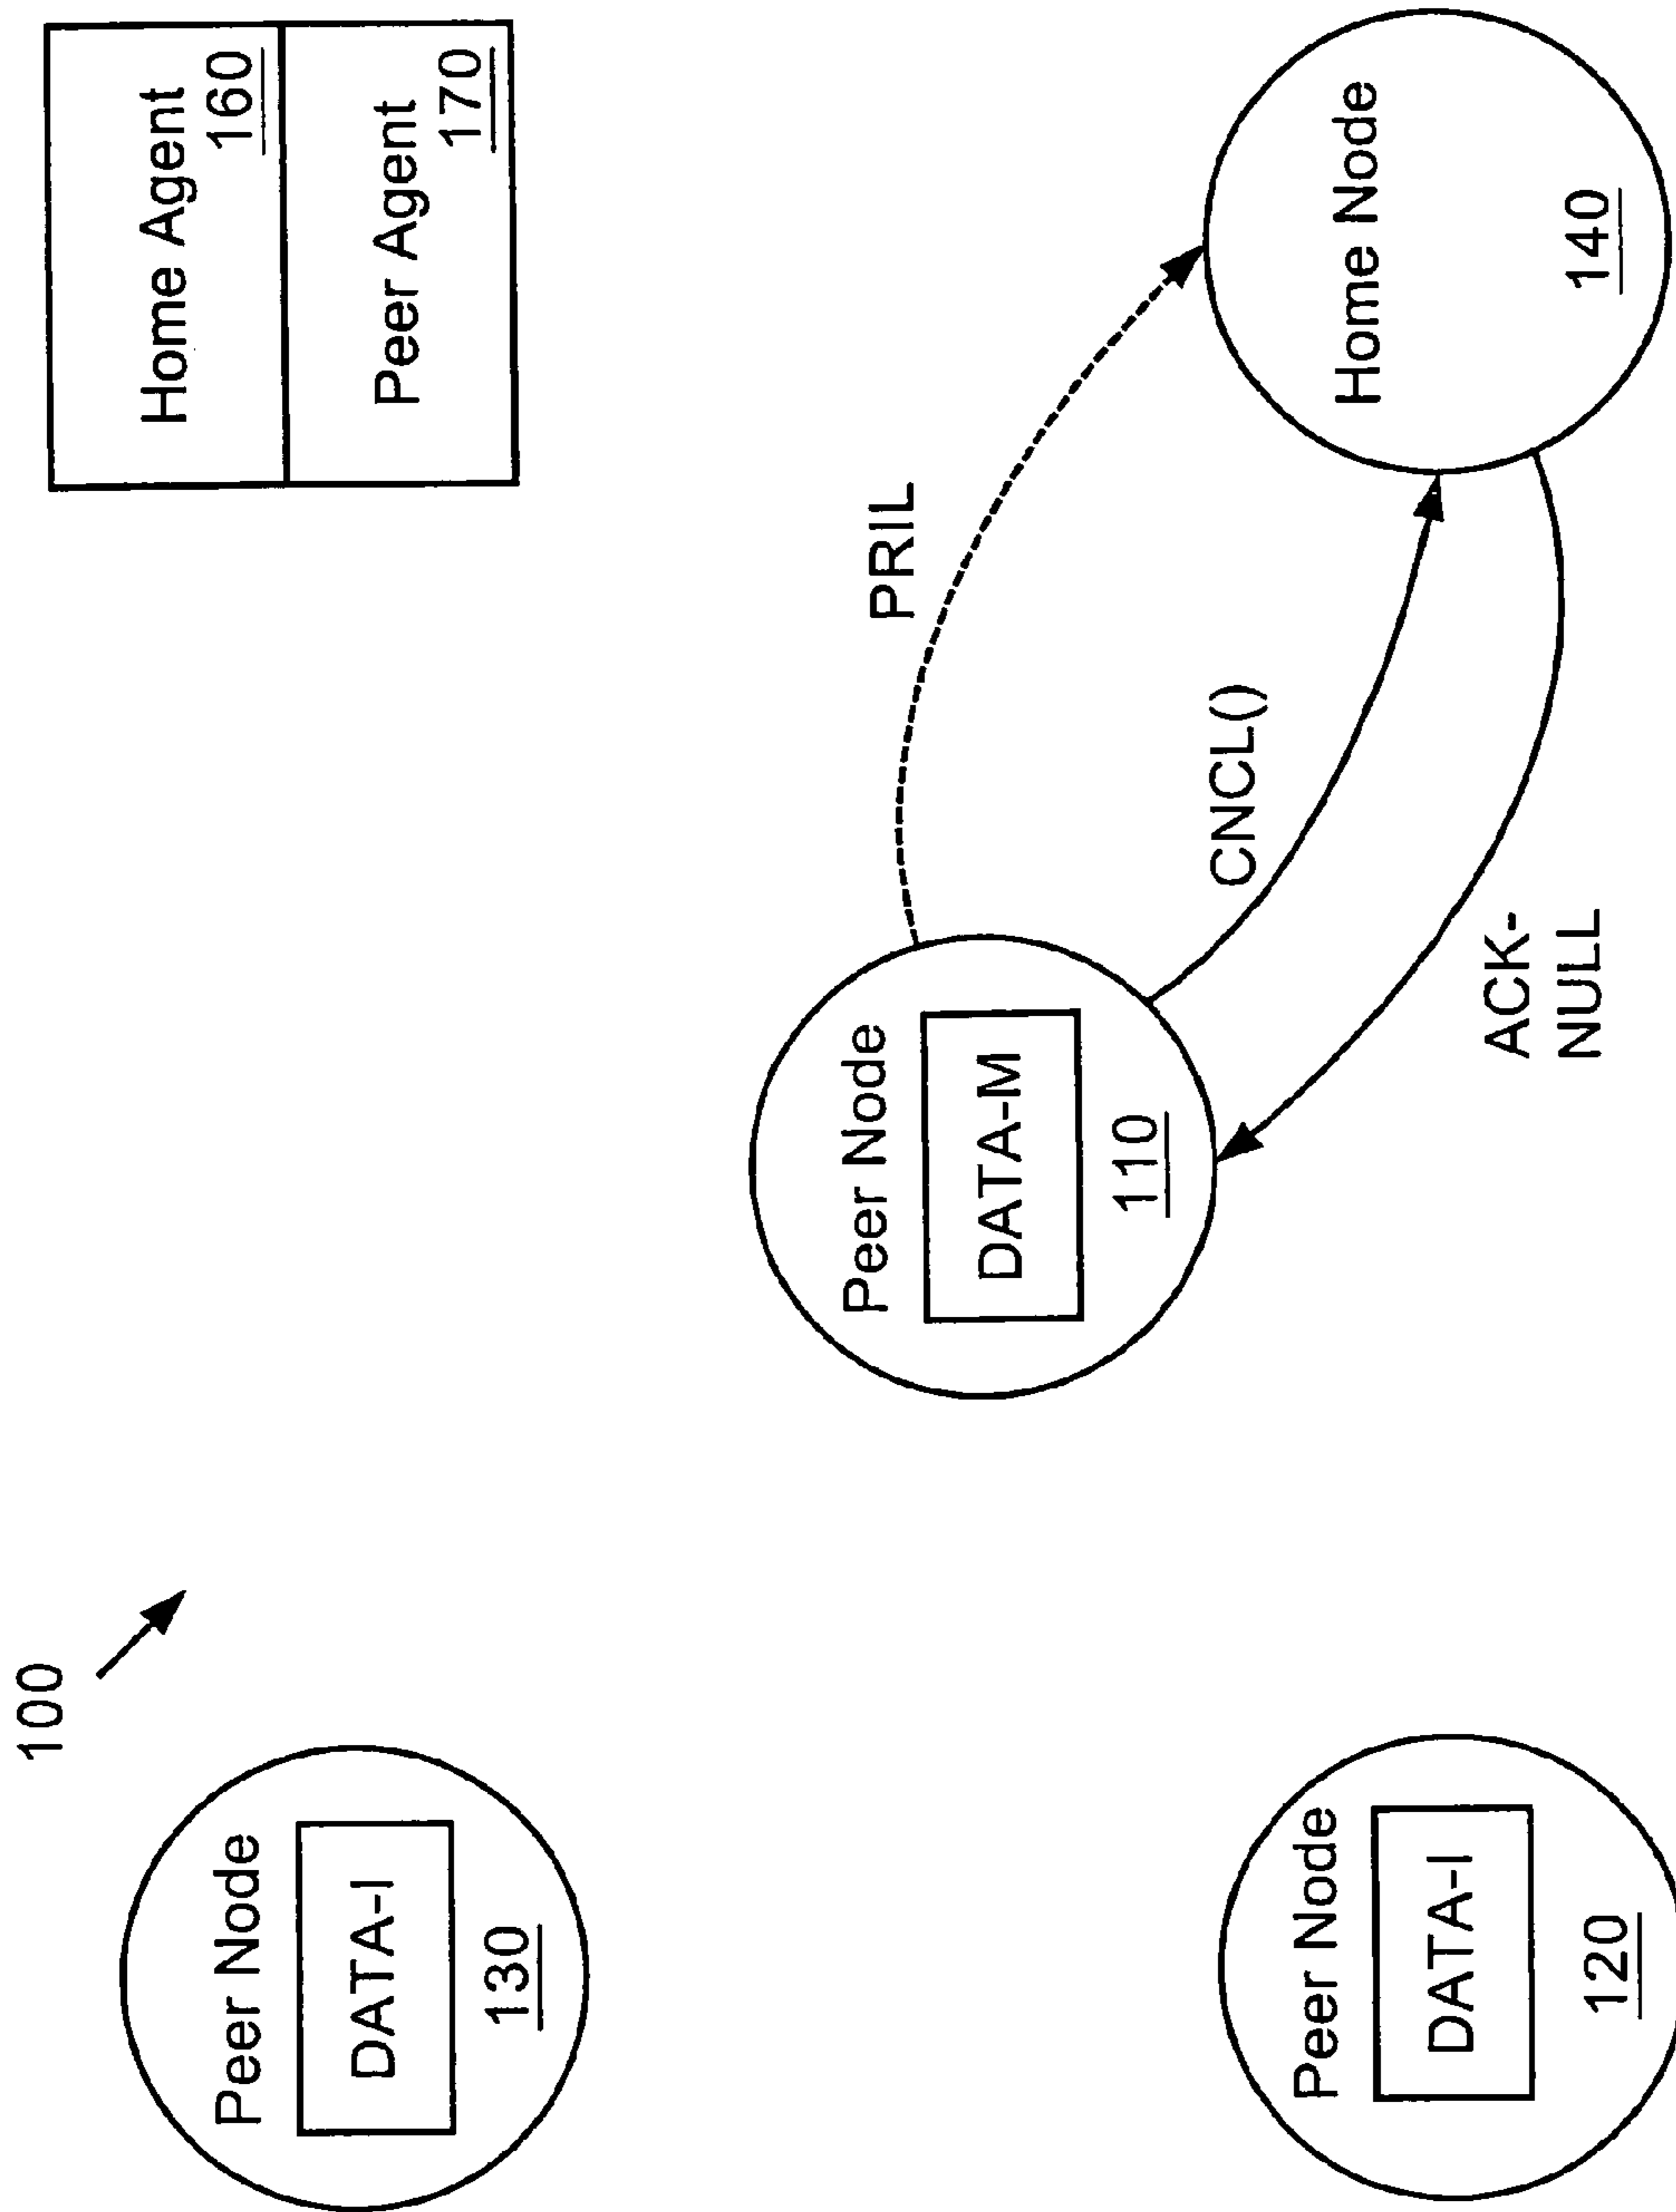 100
Home Agent
160
Peer Agent
170
Peer Node
DATA-I
130
Peer Node
DATA-M
110
PRIL
CNCL()
ACK-
NULL
Peer Node
DATA-I
120
Home Node
140